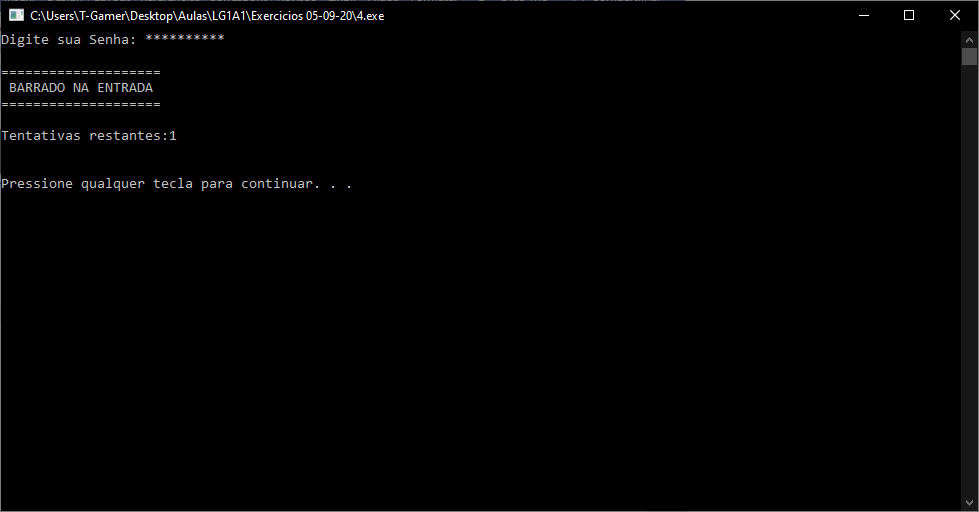 C:\Users\T-Gamer\Desktop\Aulas\LG1A1\Exercicios 05-09-20\4.exe
Digite sua Senha: **********
====================
BARRADO NA ENTRADA
====================
Tentativas restantes:1
Pressione qualquer tecla para continuar. . .